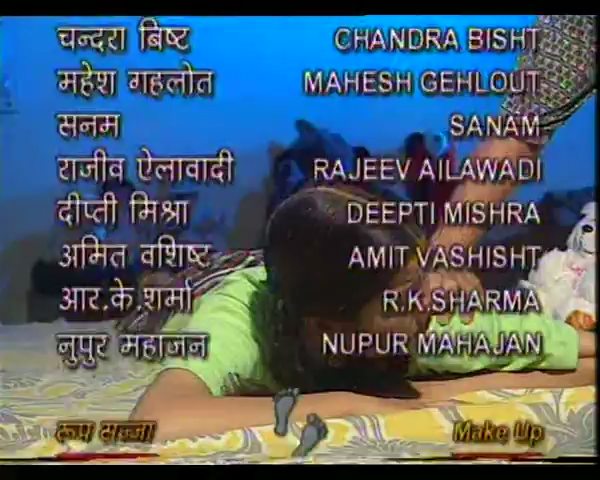 चन्दरा बिष्ट CHANDRA BISHT
महेश गहलोत MAHESH GEHLOUT
सनम SANAM
राजीव ऐलावादी RAJEEV AILAWADI
दीप्ती मिश्रा DEEPTI MISHRA
अमित वशिष्ट AMIT VASHISHT
आर.के.शर्मा R.K.SHARMA
नुपुर महाजन NUPUR MAHAJAN
रूप सज्जा Make Up